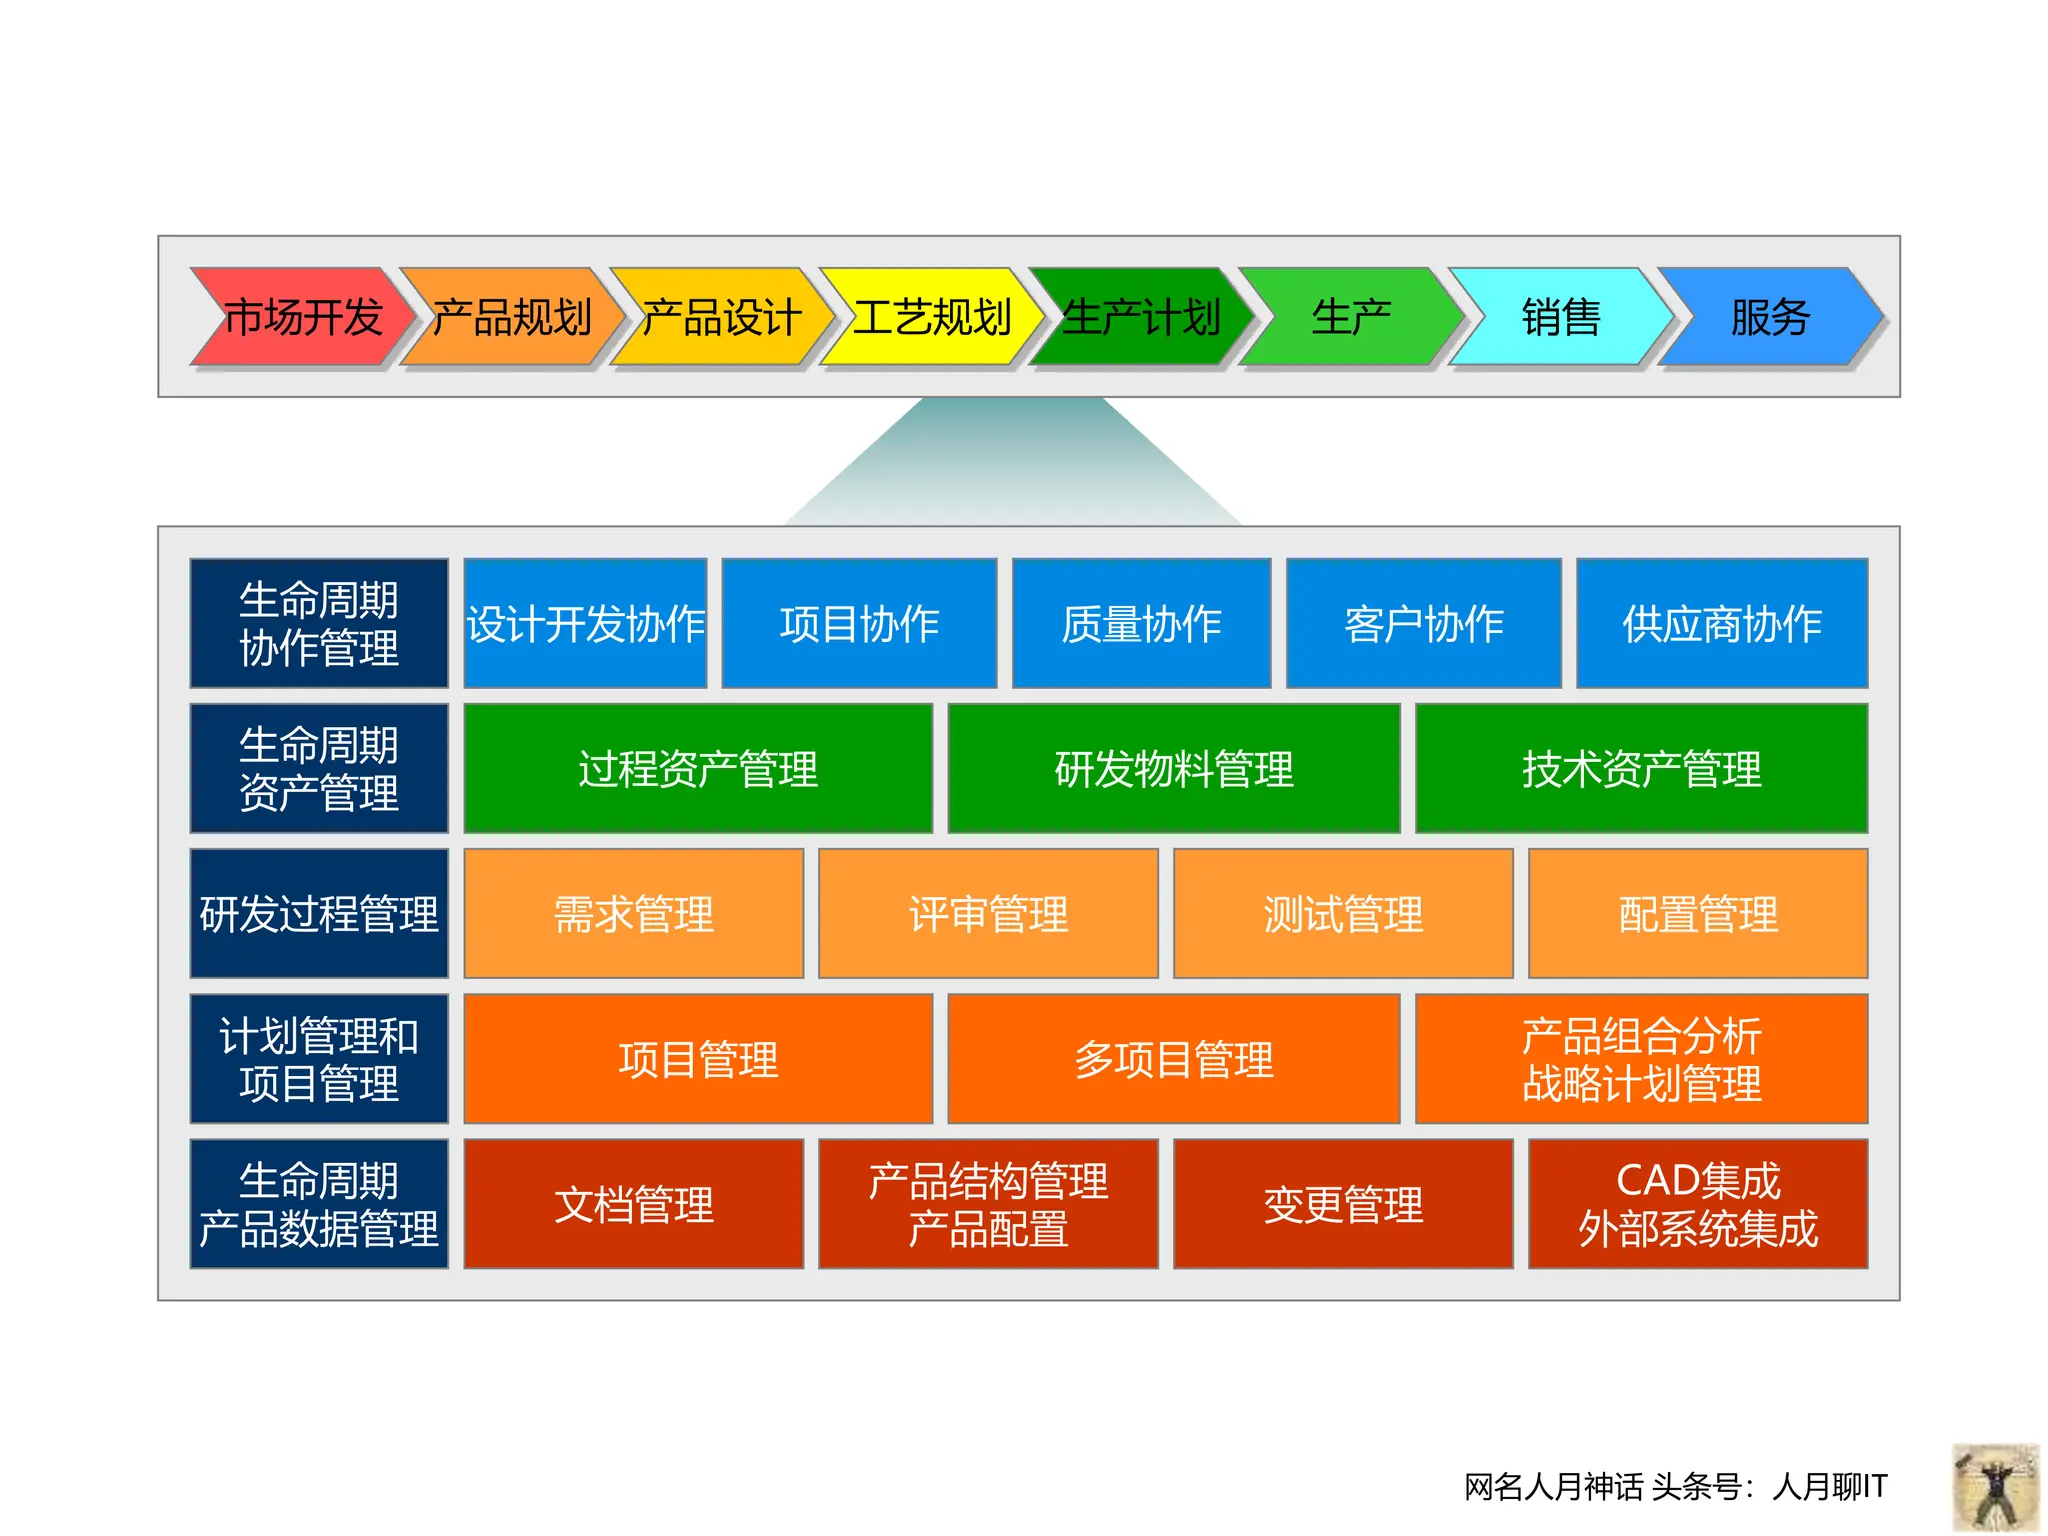 市场开发
产品规划
产品设计
工艺规划
生产计划
生产
销售
服务
生命周期
协作管理
设计开发协作
项目协作
质量协作
客户协作
供应商协作
生命周期
资产管理
过程资产管理
研发物料管理
技术资产管理
研发过程管理
需求管理
评审管理
测试管理
配置管理
计划管理和
项目管理
项目管理
多项目管理
产品组合分析
战略计划管理
生命周期
产品数据管理
文档管理
产品结构管理
产品配置
变更管理
CAD集成
外部系统集成
网名人月神话 头条号：人月聊IT